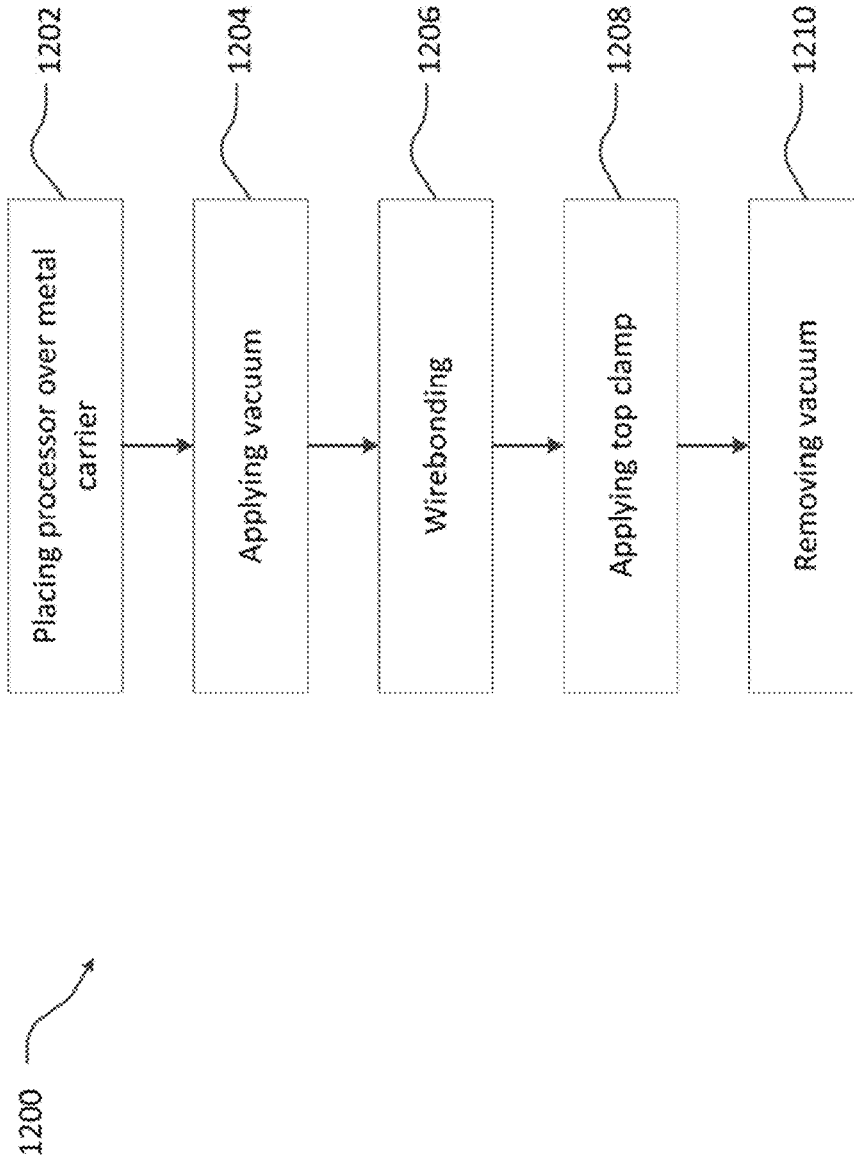 1200
Placing processor over metal
carrier
1202
Applying vacuum
1204
Wirebonding
1206
Applying top clamp
1208
Removing vacuum
1210